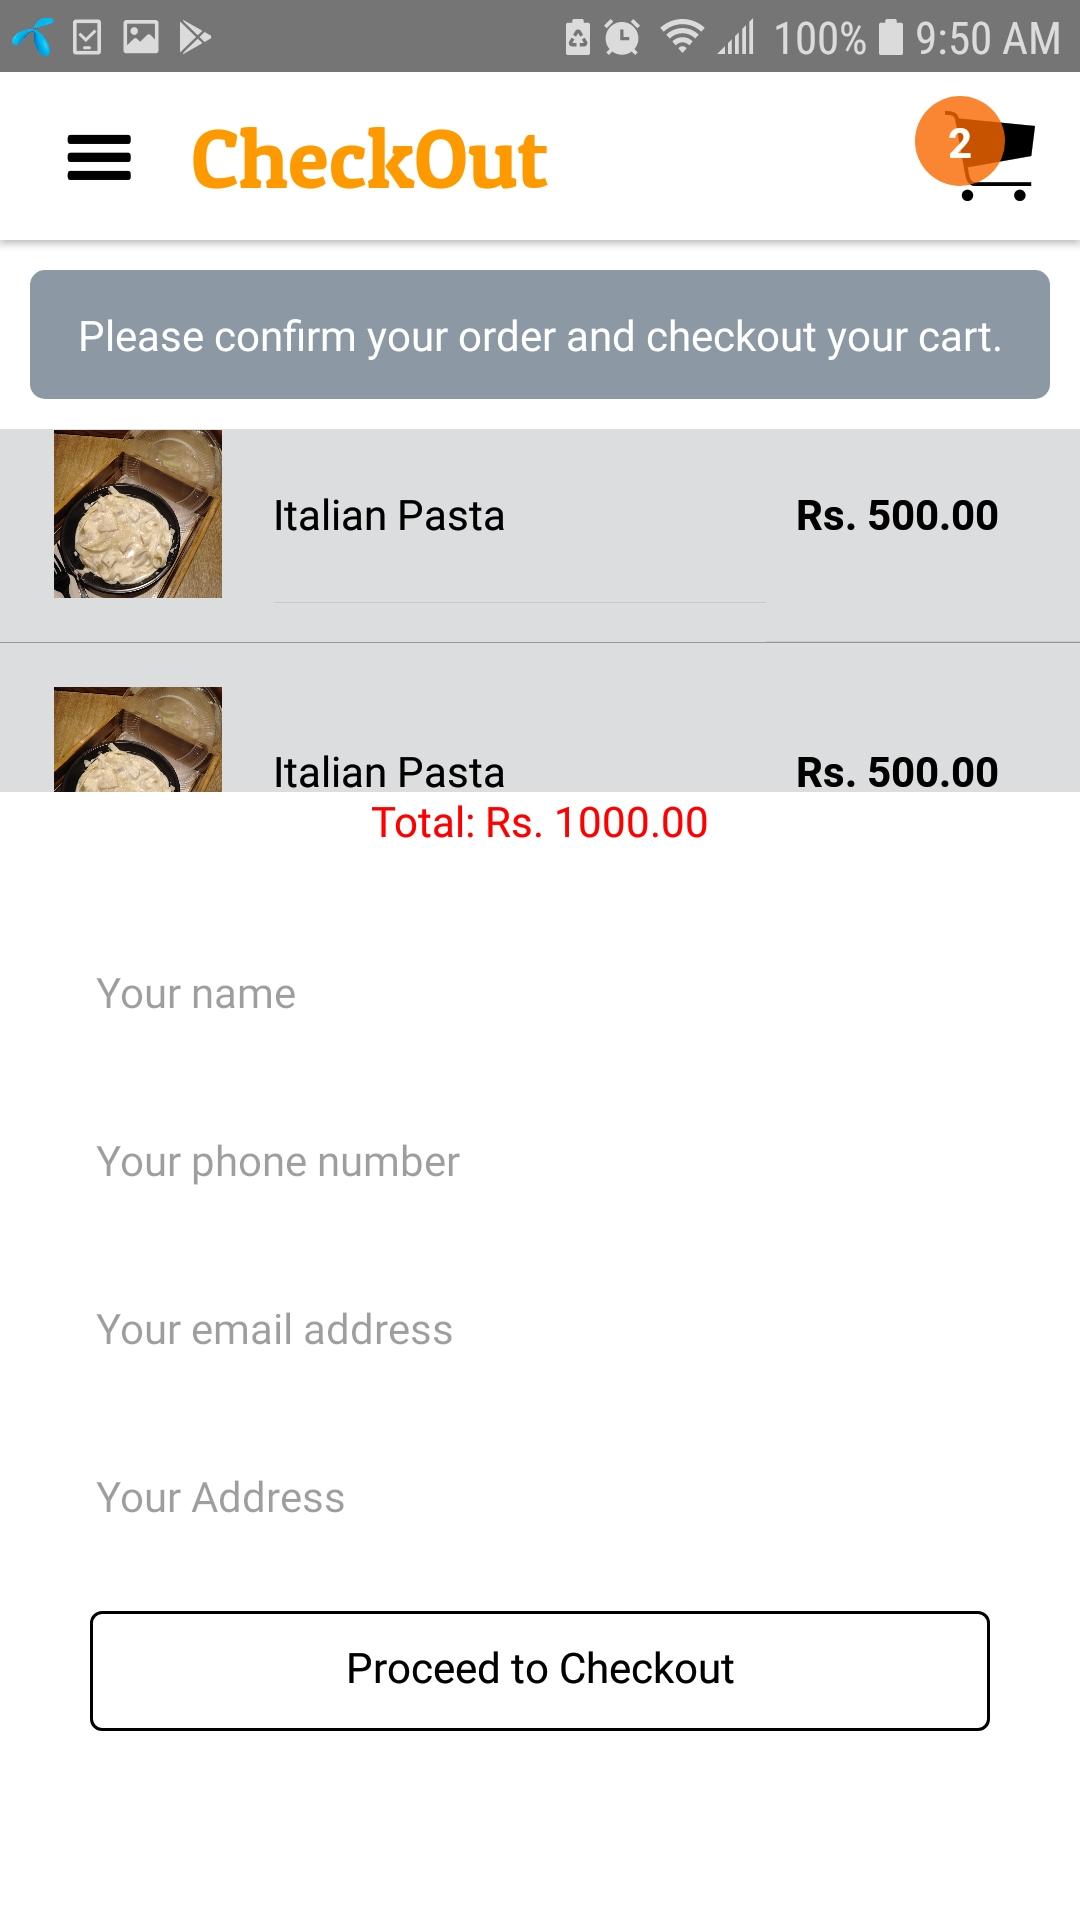 100% 9:50 AM
CheckOut
2
Please confirm your order and checkout your cart.
Italian Pasta Rs. 500.00
Italian Pasta Rs. 500.00
Total: Rs. 1000.00
Your name
Your phone number
Your email address
Your Address
Proceed to Checkout